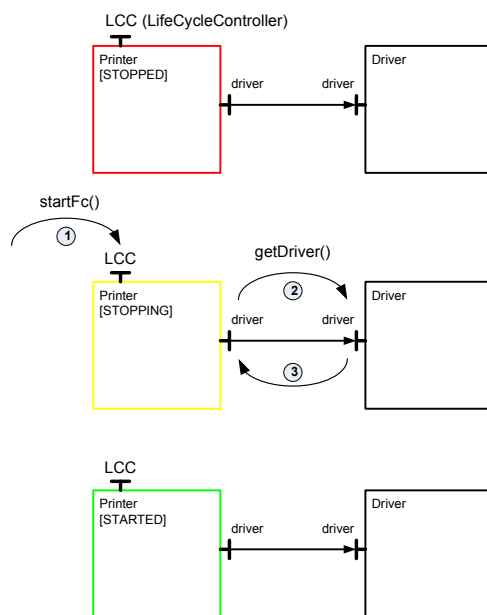 LCC (LifeCycleController)
Printer
[STOPPED]
driver
driver
Driver
startFc()
1
LCC
getDriver()
Printer
[STOPPING]
2
driver
driver
Driver
3
LCC
Printer
[STARTED]
driver
driver
Driver